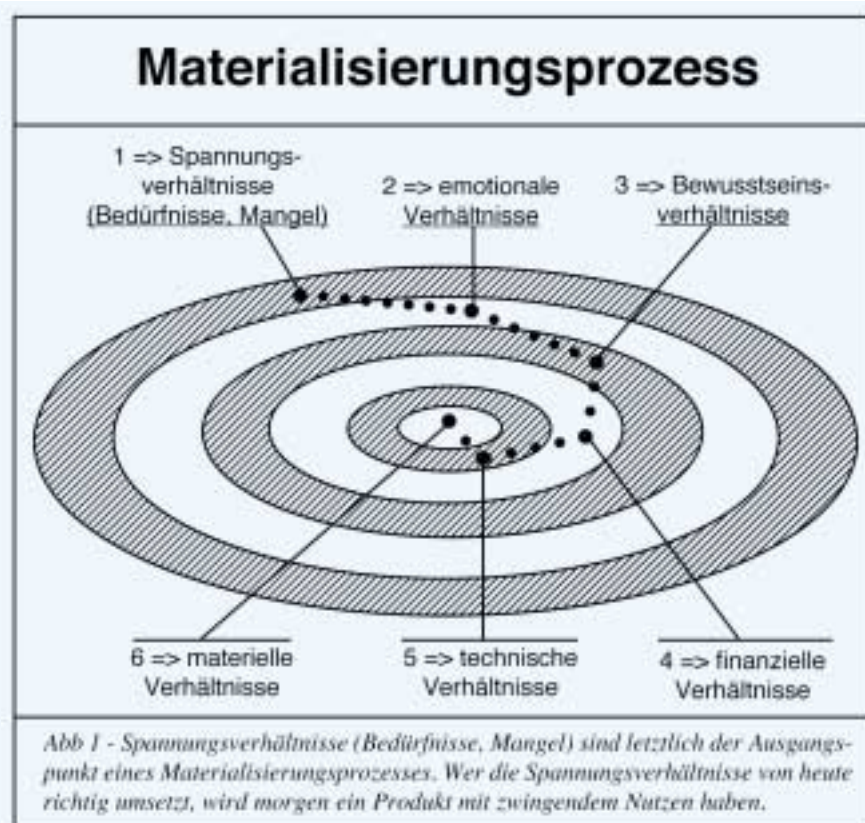 Materialisierungsprozess
1 => Spannungs-
verhältnisse
(Bedürfnisse, Mangel)
2 => emotionale
Verhältnisse
3 => Bewusstseins-
verhältnisse
6 => materielle
Verhältnisse
5 => technische
Verhältnisse
4 => finanzielle
Verhältnisse
Abb 1 - Spannungsverhältnisse (Bedürfnisse, Mangel) sind letztlich der Ausgangs-
punkt eines Materialisierungsprozesses. Wer die Spannungsverhältnisse von heute
richtig umsetzt, wird morgen ein Produkt mit zwingendem Nutzen haben.